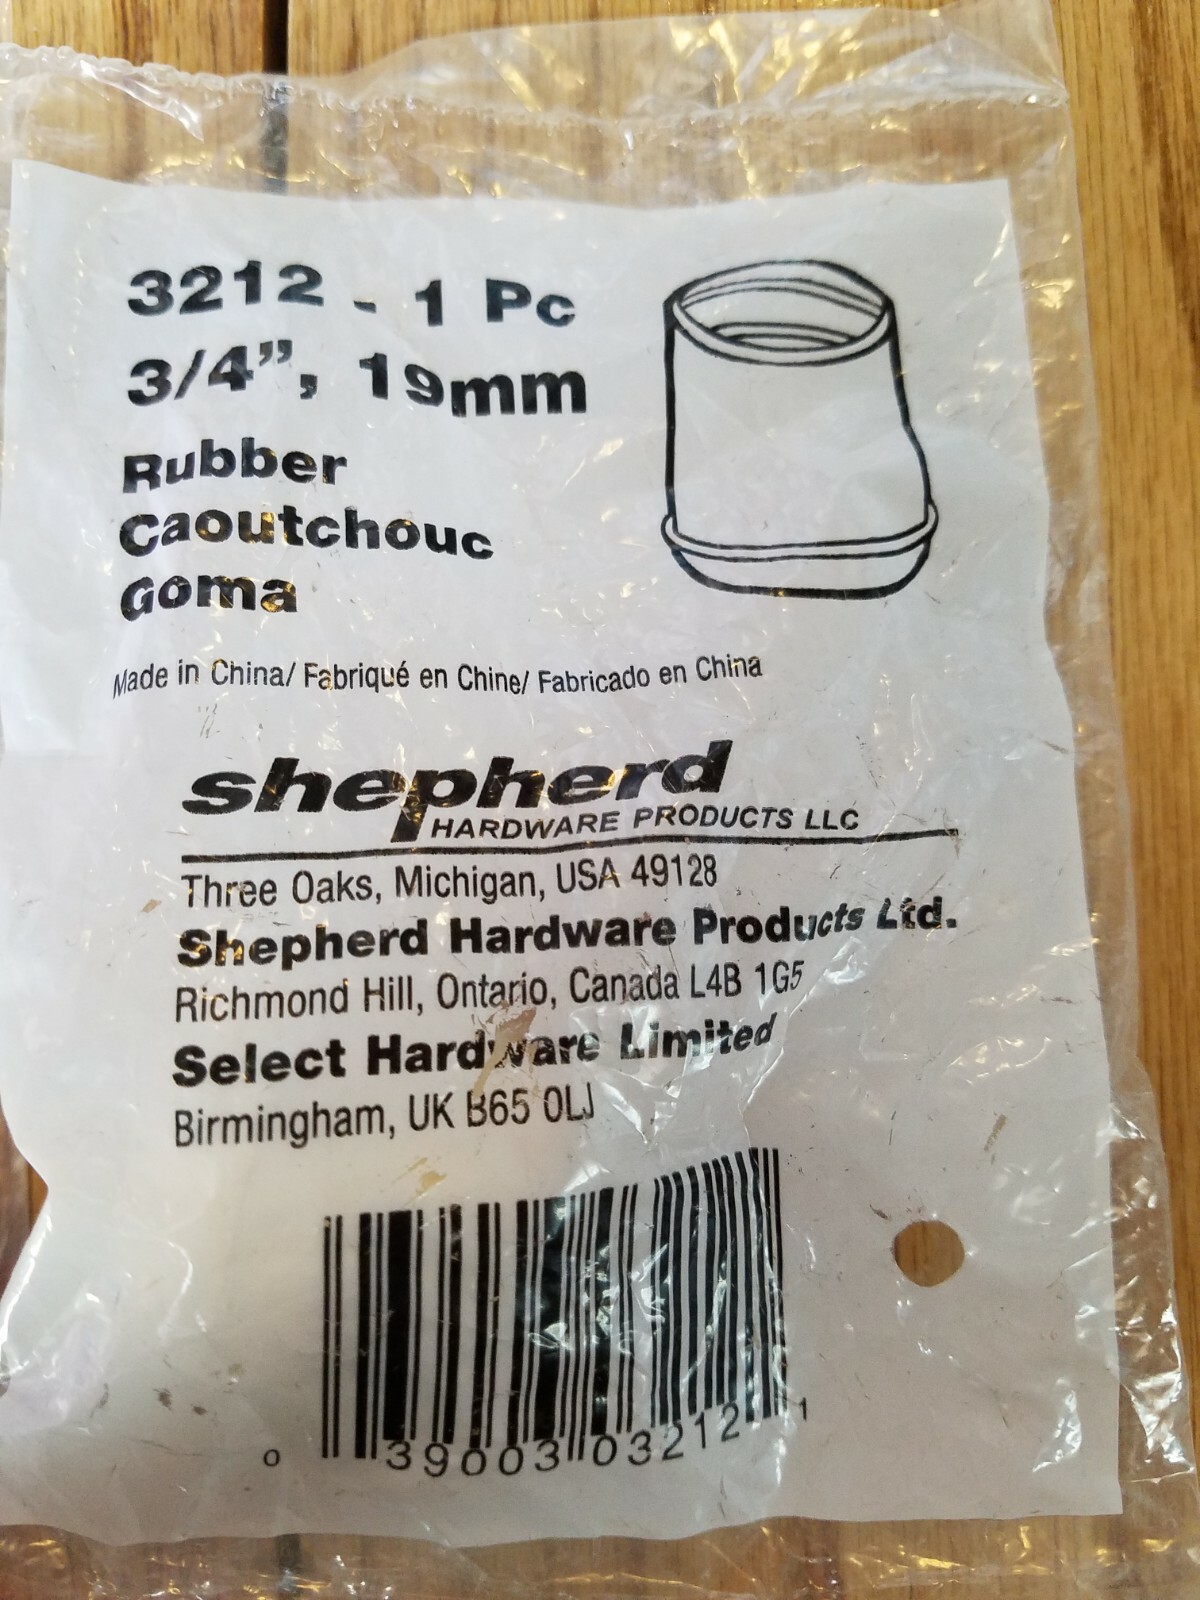 3212 - 1 Pc
3/4”, 19mm
Rubber
Caoutchouc
Goma
Made in China/ Fabriqué en Chine/ Fabricado en China
shepherd
HARDWARE PRODUCTS LLC
Three Oaks, Michigan, USA 49128
Shepherd Hardware Products Ltd.
Richmond Hill, Ontario, Canada L4B 1G5
Select Hardware Limited
Birmingham, UK B65 0LJ
0 39003 03212 1